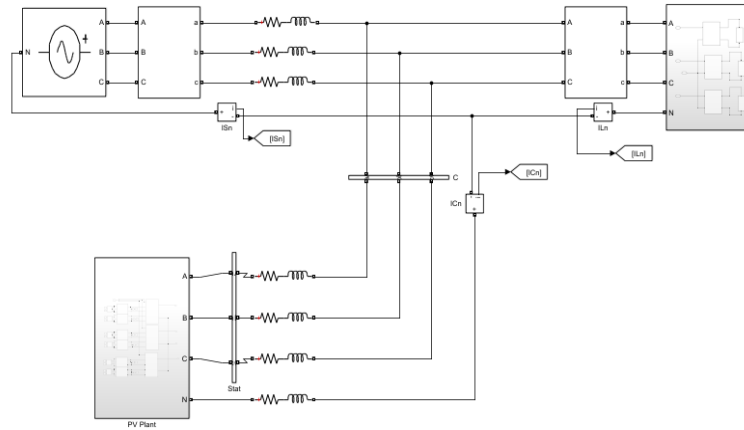 A A a A a A
N B B b B b B
C C c C c C
N
ISn ILn
[ISn] [ILn]
C
[ICn]
ICn
A
B
C
Stat
N
PV Plant